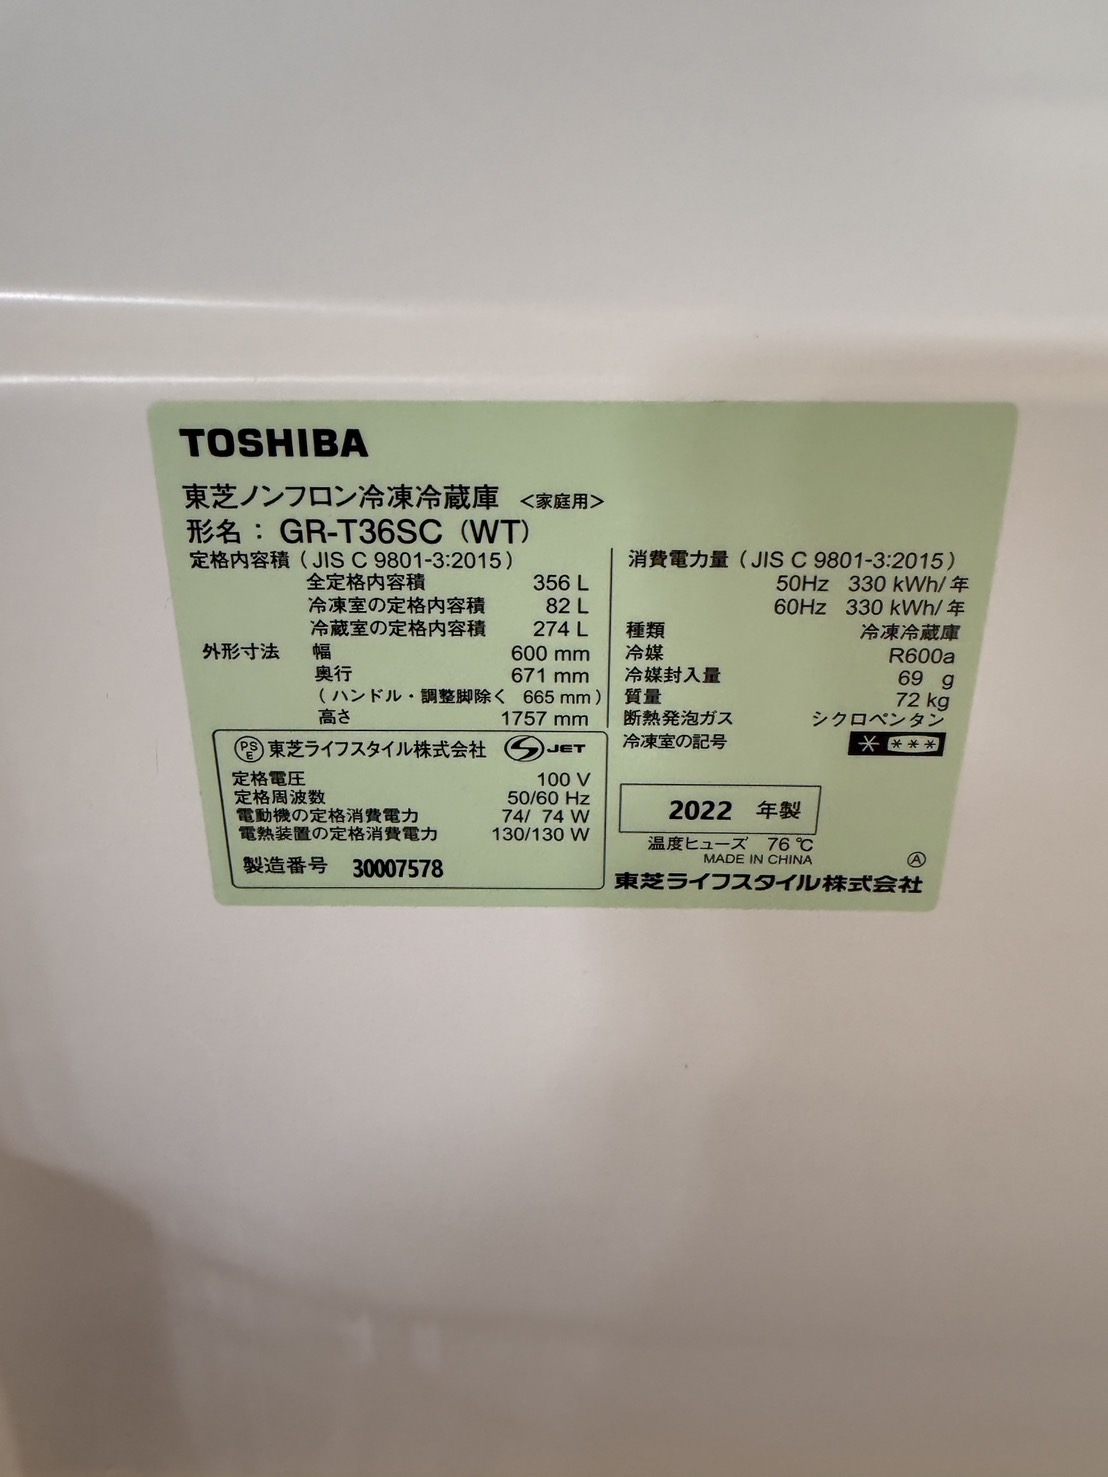 TOSHIBA
東芝ノンフロン冷凍冷蔵庫 <家庭用>
形名： GR-T36SC (WT)
定格内容積 ( JIS C 9801-3:2015 )
全定格内容積 356 L
冷凍室の定格内容積 82 L
冷蔵室の定格内容積 274 L
外形寸法 幅 600 mm
奥行 671 mm
( ハンドル・調整脚除く 665 mm )
高さ 1757 mm
PS E 東芝ライフスタイル株式会社 S JET
定格電圧 100 V
定格周波数 50/60 Hz
電動機の定格消費電力 74/ 74 W
電熱装置の定格消費電力 130/130 W
製造番号 30007578
消費電力量 ( JIS C 9801-3:2015 )
50Hz 330 kWh/年
60Hz 330 kWh/年
種類 冷凍冷蔵庫
冷媒 R600a
冷媒封入量 69 g
質量 72 kg
断熱発泡ガス シクロペンタン
冷凍室の記号 * ***
2022 年製
温度ヒューズ 76 ℃
MADE IN CHINA Ⓐ
東芝ライフスタイル株式会社